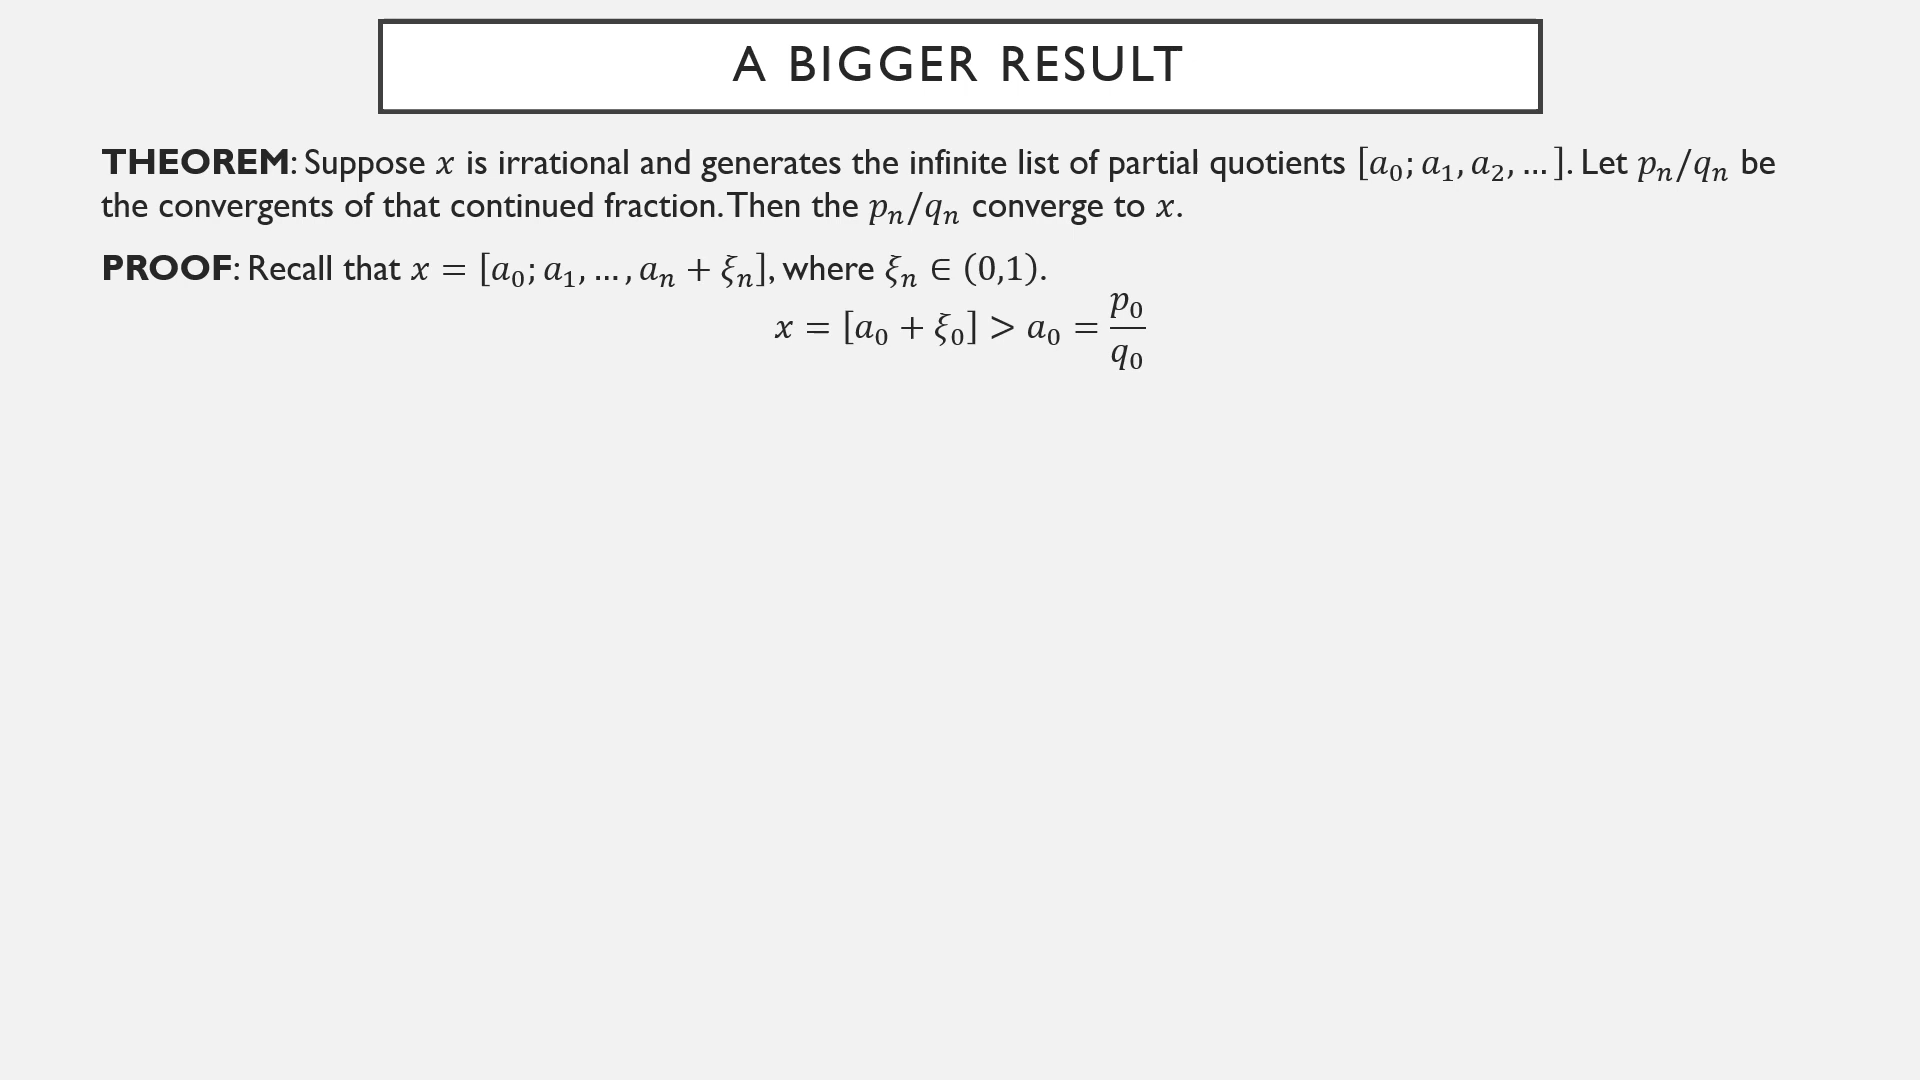 A BIGGER RESULT
THEOREM: Suppose x is irrational and generates the infinite list of partial quotients [a₀; a₁, a₂, … ]. Let pₙ/qₙ be
the convergents of that continued fraction. Then the pₙ/qₙ converge to x.
PROOF: Recall that x = [a₀; a₁, … , aₙ + ξₙ], where ξₙ ∈ (0,1).
x = [a₀ + ξ₀] > a₀ = p₀/q₀